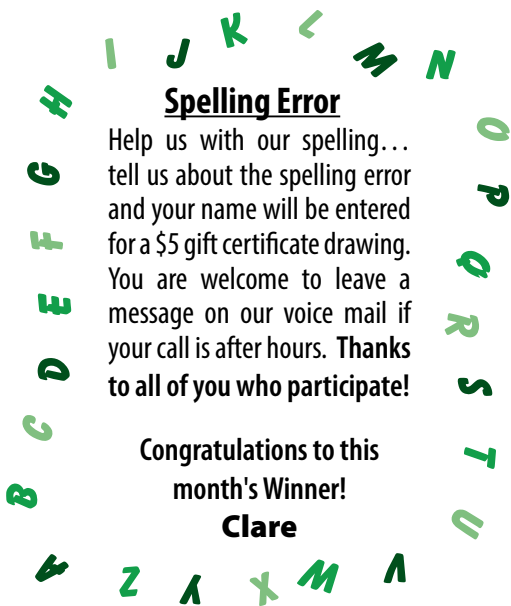 A B C D E F G H I J K L M N O P Q R S T U V W X Y Z
Spelling Error
Help us with our spelling…
tell us about the spelling error
and your name will be entered
for a $5 gift certificate drawing.
You are welcome to leave a
message on our voice mail if
your call is after hours. Thanks
to all of you who participate!
Congratulations to this
month's Winner!
Clare